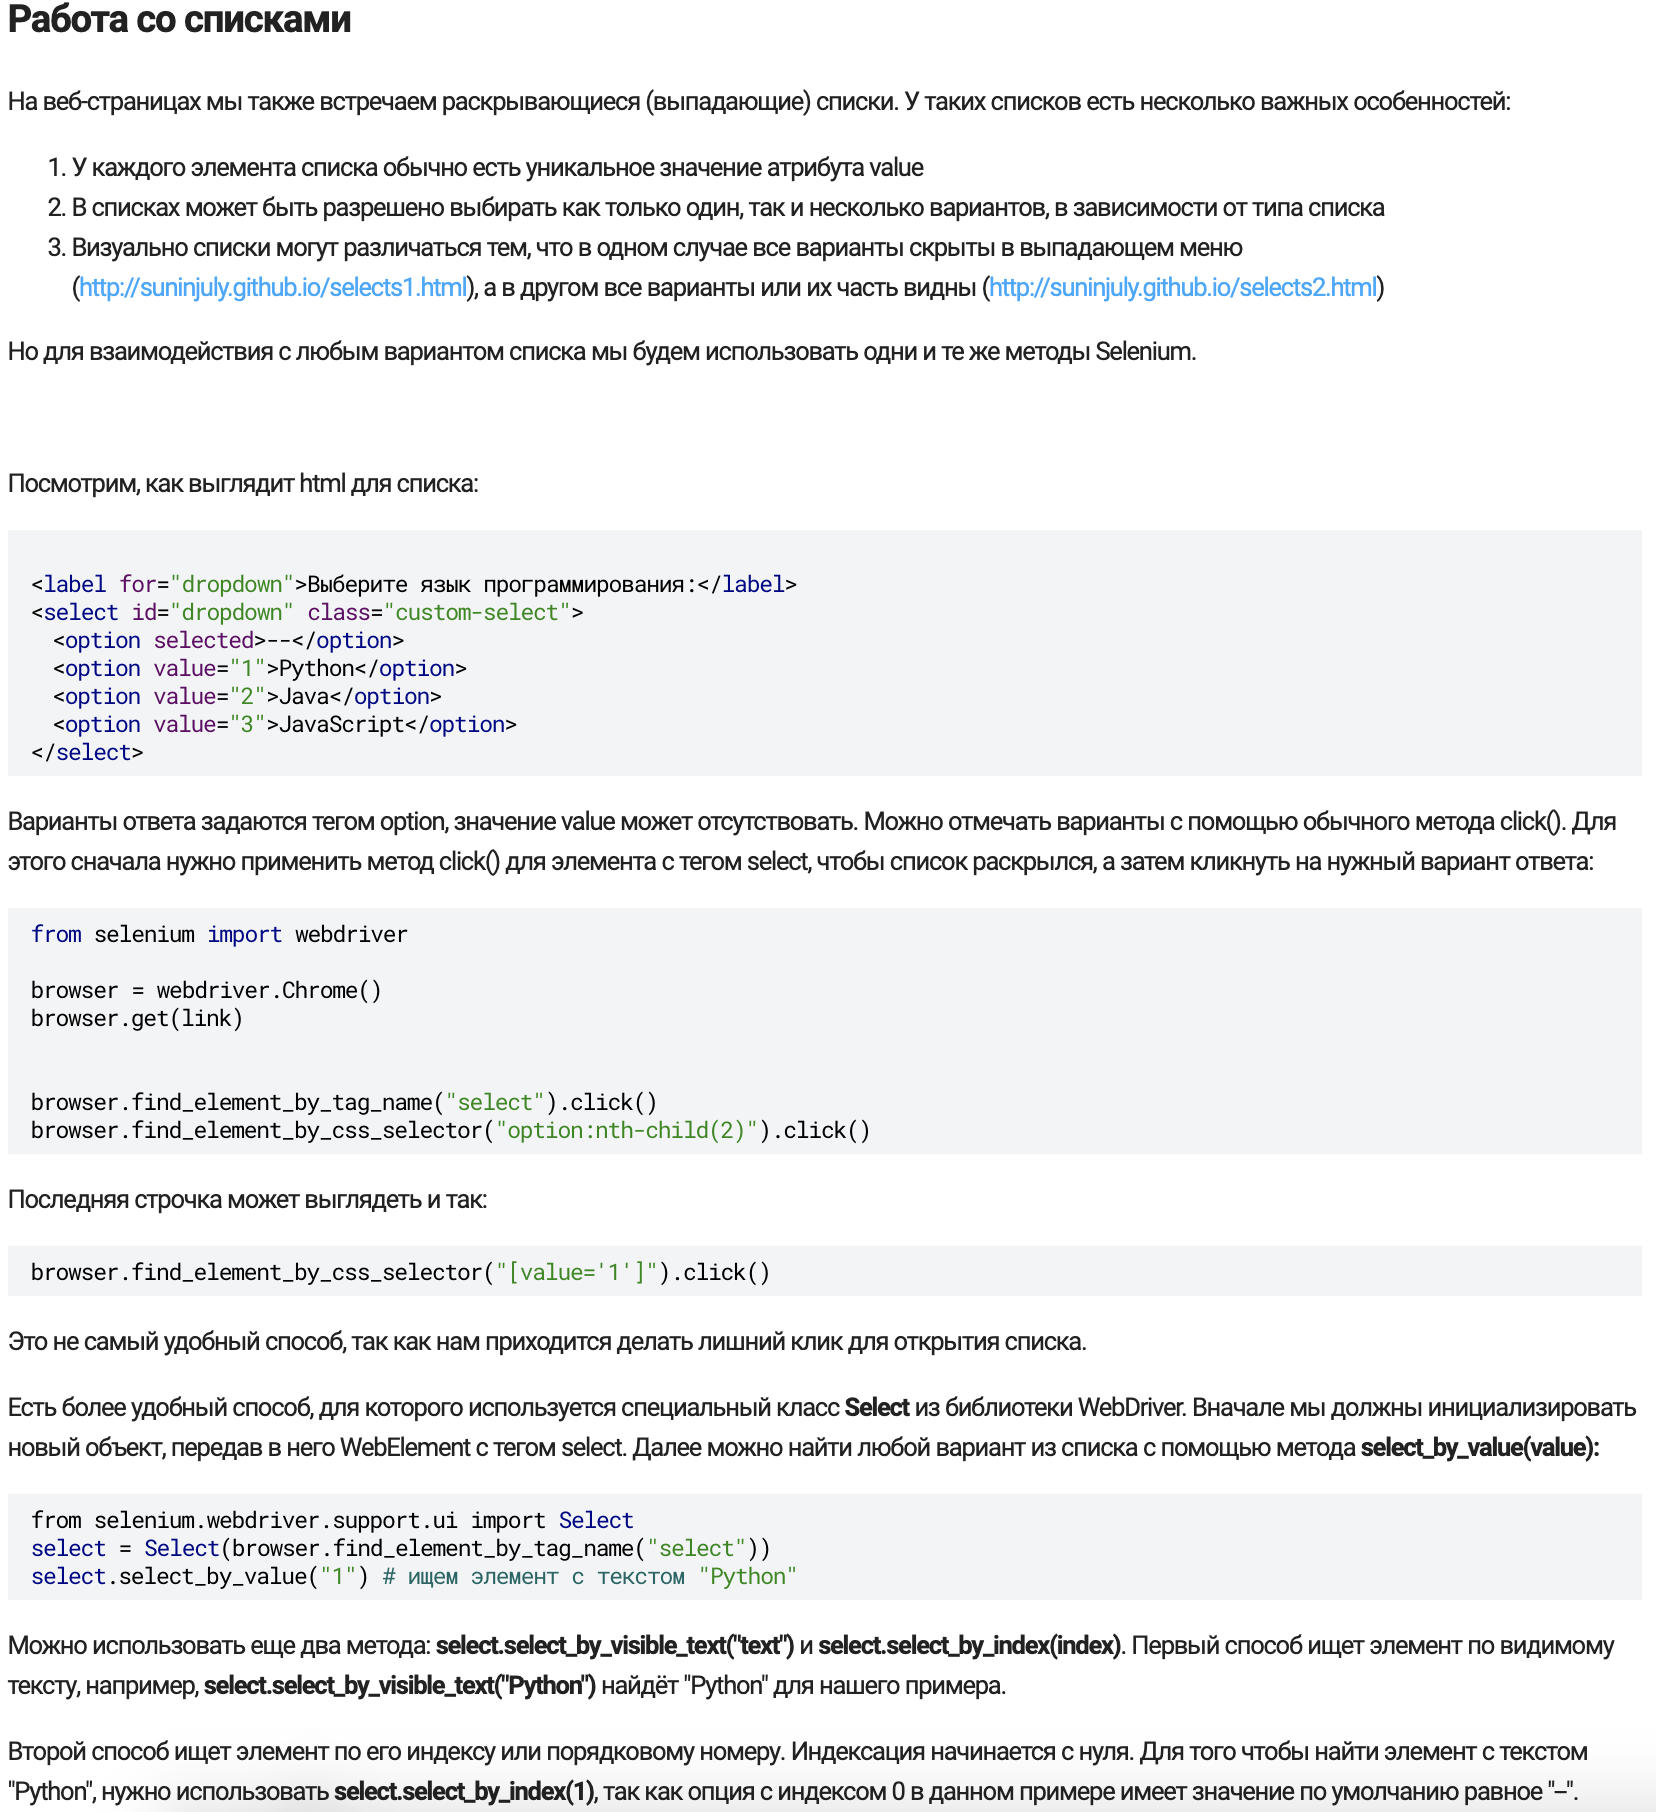 Работа со списками
На веб-страницах мы также встречаем раскрывающиеся (выпадающие) списки. У таких списков есть несколько важных особенностей:
1. У каждого элемента списка обычно есть уникальное значение атрибута value
2. В списках может быть разрешено выбирать как только один, так и несколько вариантов, в зависимости от типа списка
3. Визуально списки могут различаться тем, что в одном случае все варианты скрыты в выпадающем меню
(http://suninjuly.github.io/selects1.html), а в другом все варианты или их часть видны (http://suninjuly.github.io/selects2.html)
Но для взаимодействия с любым вариантом списка мы будем использовать одни и те же методы Selenium.
Посмотрим, как выглядит html для списка:
<label for="dropdown">Выберите язык программирования:</label>
<select id="dropdown" class="custom-select">
<option selected>--</option>
<option value="1">Python</option>
<option value="2">Java</option>
<option value="3">JavaScript</option>
</select>
Варианты ответа задаются тегом option, значение value может отсутствовать. Можно отмечать варианты с помощью обычного метода click(). Для
этого сначала нужно применить метод click() для элемента с тегом select, чтобы список раскрылся, а затем кликнуть на нужный вариант ответа:
from selenium import webdriver
browser = webdriver.Chrome()
browser.get(link)
browser.find_element_by_tag_name("select").click()
browser.find_element_by_css_selector("option:nth-child(2)").click()
Последняя строчка может выглядеть и так:
browser.find_element_by_css_selector("[value='1']").click()
Это не самый удобный способ, так как нам приходится делать лишний клик для открытия списка.
Есть более удобный способ, для которого используется специальный класс Select из библиотеки WebDriver. Вначале мы должны инициализировать
новый объект, передав в него WebElement с тегом select. Далее можно найти любой вариант из списка с помощью метода select_by_value(value):
from selenium.webdriver.support.ui import Select
select = Select(browser.find_element_by_tag_name("select"))
select.select_by_value("1") # ищем элемент с текстом "Python"
Можно использовать еще два метода: select.select_by_visible_text("text") и select.select_by_index(index). Первый способ ищет элемент по видимому
тексту, например, select.select_by_visible_text("Python") найдёт "Python" для нашего примера.
Второй способ ищет элемент по его индексу или порядковому номеру. Индексация начинается с нуля. Для того чтобы найти элемент с текстом
"Python", нужно использовать select.select_by_index(1), так как опция с индексом 0 в данном примере имеет значение по умолчанию равное "--".